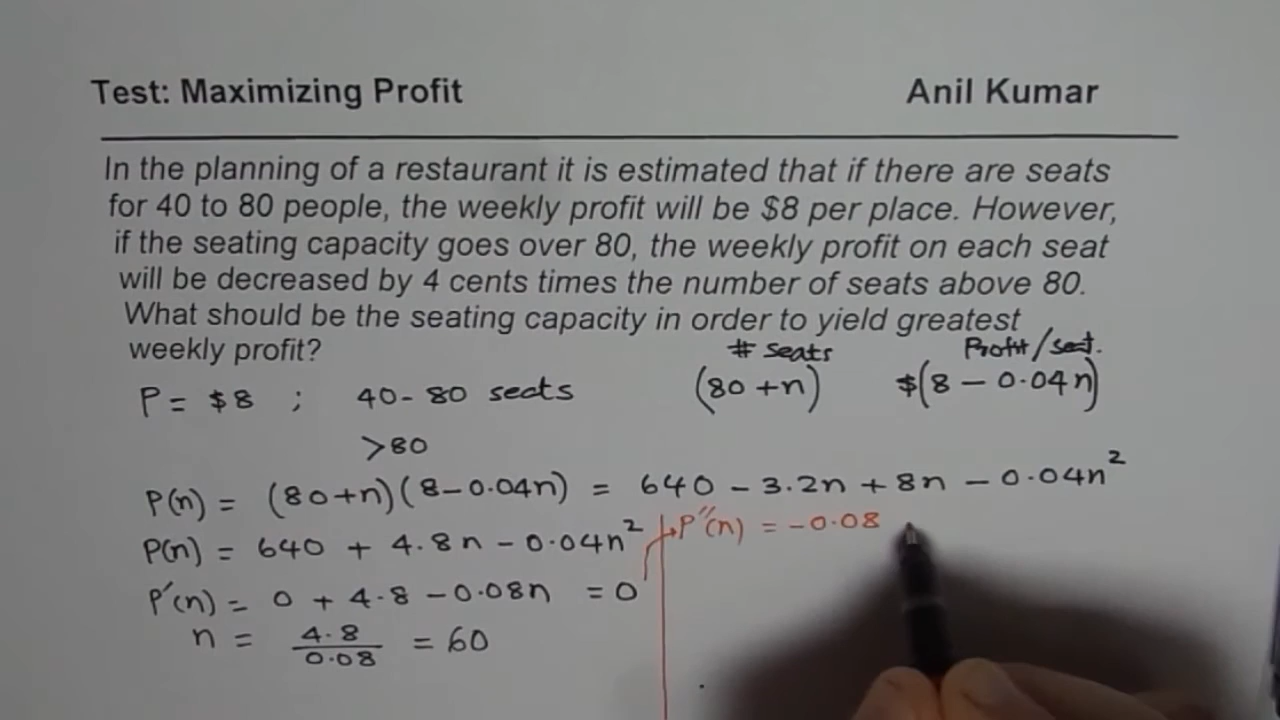 Test: Maximizing Profit Anil Kumar
In the planning of a restaurant it is estimated that if there are seats
for 40 to 80 people, the weekly profit will be $8 per place. However,
if the seating capacity goes over 80, the weekly profit on each seat
will be decreased by 4 cents times the number of seats above 80.
What should be the seating capacity in order to yield greatest
weekly profit?
# seats Profit/seat.
P = $8 ; 40-80 seats (80+n) $(8-0.04n)
>80
P(n) = (80+n)(8-0.04n) = 640 - 3.2n + 8n - 0.04n²
P(n) = 640 + 4.8n - 0.04n² → P''(n) = -0.08
P'(n) = 0 + 4.8 - 0.08n = 0
n = 4.8/0.08 = 60